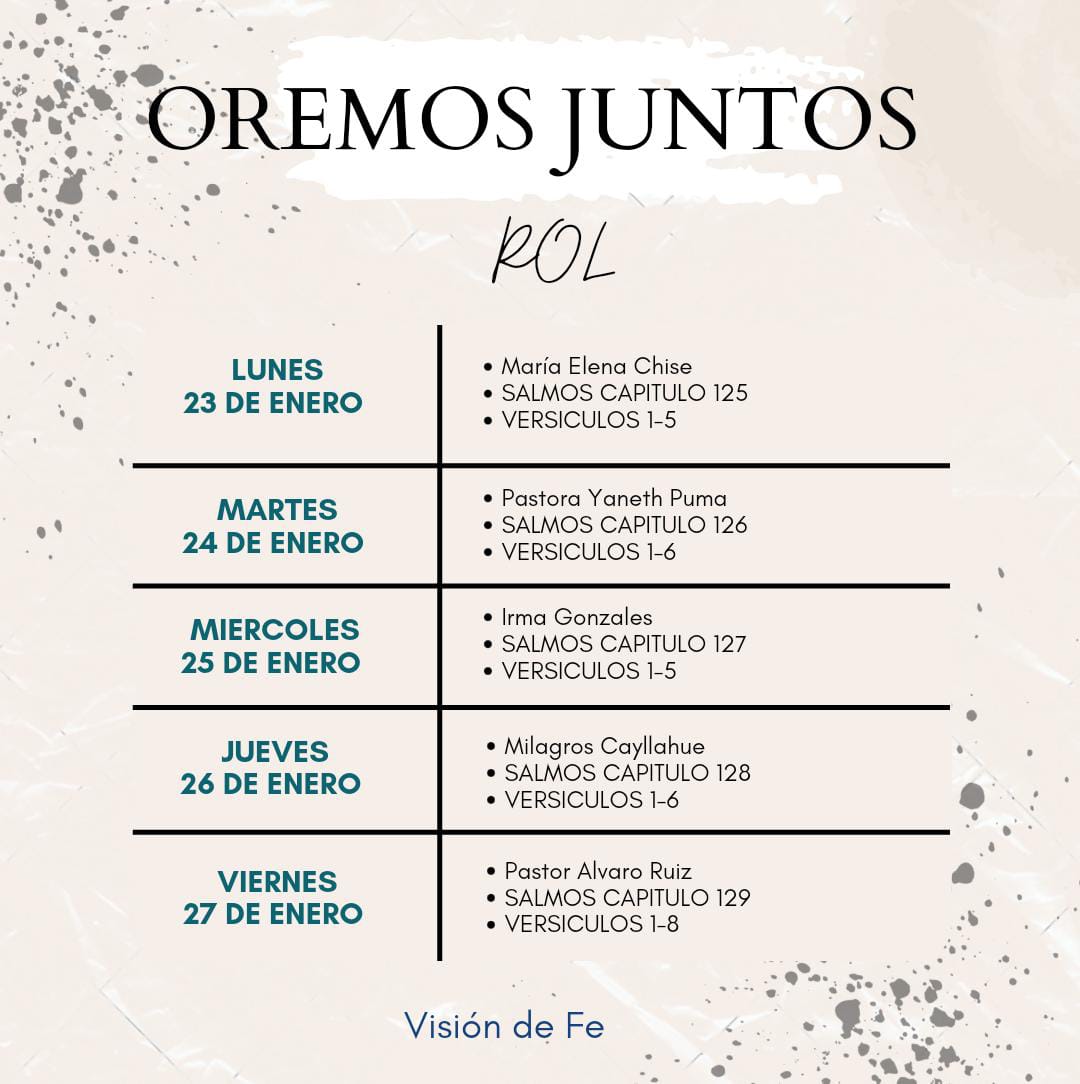 OREMOS JUNTOS
ROL
LUNES
23 DE ENERO
• María Elena Chise
• SALMOS CAPITULO 125
• VERSICULOS 1-5
MARTES
24 DE ENERO
• Pastora Yaneth Puma
• SALMOS CAPITULO 126
• VERSICULOS 1-6
MIERCOLES
25 DE ENERO
• Irma Gonzales
• SALMOS CAPITULO 127
• VERSICULOS 1-5
JUEVES
26 DE ENERO
• Milagros Cayllahue
• SALMOS CAPITULO 128
• VERSICULOS 1-6
VIERNES
27 DE ENERO
• Pastor Alvaro Ruiz
• SALMOS CAPITULO 129
• VERSICULOS 1-8
Visión de Fe